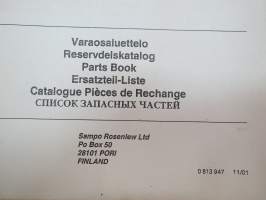 Varaosaluettelo
Reservdelskatalog
Parts Book
Ersatzteil-Liste
Catalogue Pièces de Rechange
СПИСОК ЗАПАСНЫХ ЧАСТЕЙ
Sampo Rosenlew Ltd
Po Box 50
28101 PORI
FINLAND
0 813 947 11/01